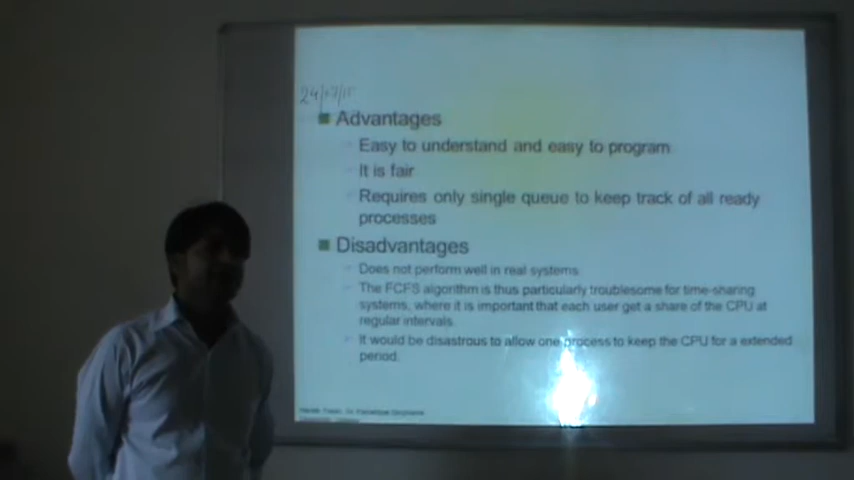 Advantages
Easy to understand and easy to program
It is fair
Requires only single queue to keep track of all ready
processes
Disadvantages
Does not perform well in real systems
The FCFS algorithm is thus particularly troublesome for time-sharing
systems, where it is important that each user get a share of the CPU at
regular intervals.
It would be disastrous to allow one process to keep the CPU for a extended
period.